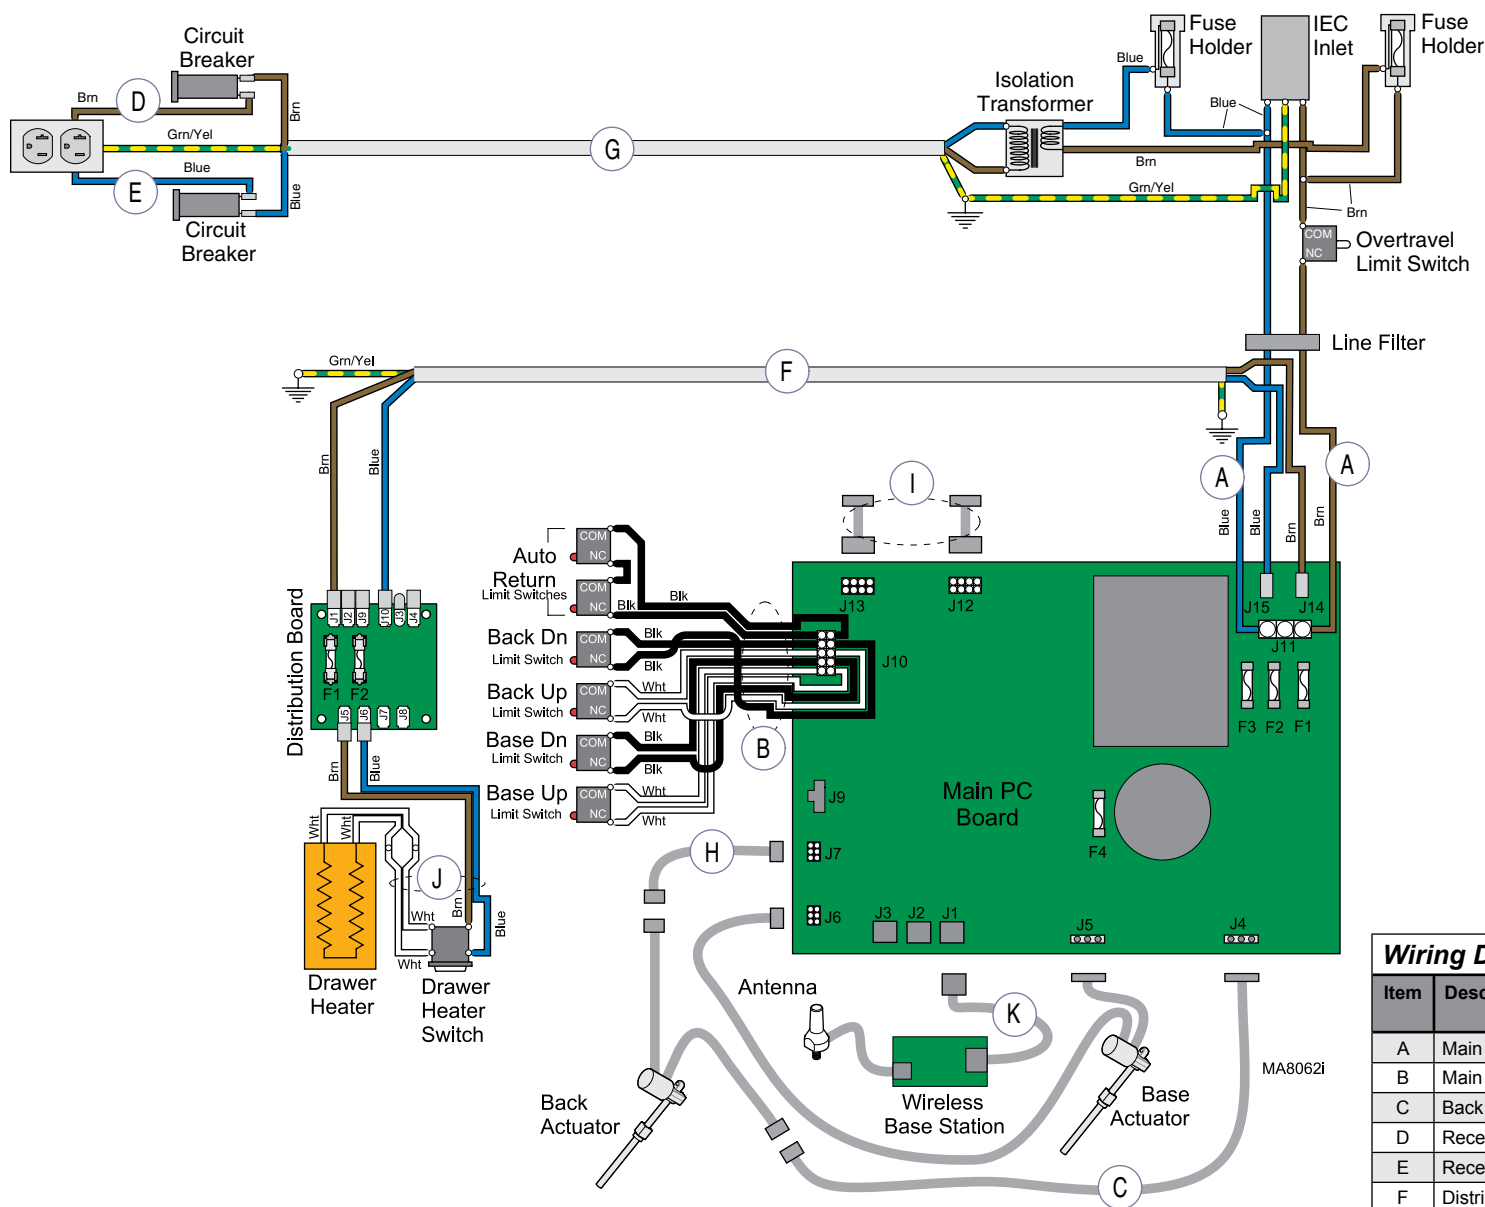 Circuit
Breaker
Brn
D
Brn
Grn/Yel
Blue
E
Blue
Circuit
Breaker
G
Isolation
Transformer
Blue
Fuse
Holder
IEC
Inlet
Fuse
Holder
Blue
Brn
Grn/Yel
Brn
COM
NC
Overtravel
Limit Switch
Line Filter
Grn/Yel
F
Brn
Blue
A
A
Blue
Blue
Brn
Brn
I
Auto
Return
Limit Switches
COM
NC
COM
NC
Blk
Blk
Back Dn
Limit Switch
COM
NC
Blk
Blk
Back Up
Limit Switch
COM
NC
Wht
Wht
Base Dn
Limit Switch
COM
NC
Blk
Blk
Base Up
Limit Switch
COM
NC
Wht
Wht
B
J13
J12
J10
J15
J14
J11
F3
F2
F1
Main PC
Board
J9
J7
J6
F4
J3
J2
J1
J5
J4
Distribution Board
J1
J2
J9
J10
J3
J4
F1
F2
J5
J6
J7
J8
Brn
Blue
Wht
Wht
J
Brn
Blue
Wht
Wht
Drawer
Heater
Drawer
Heater
Switch
H
Antenna
K
Wireless
Base Station
Back
Actuator
Base
Actuator
C
MA8062i
Wiring D
Item Desc
A Main
B Main
C Back
D Rece
E Rece
F Distri